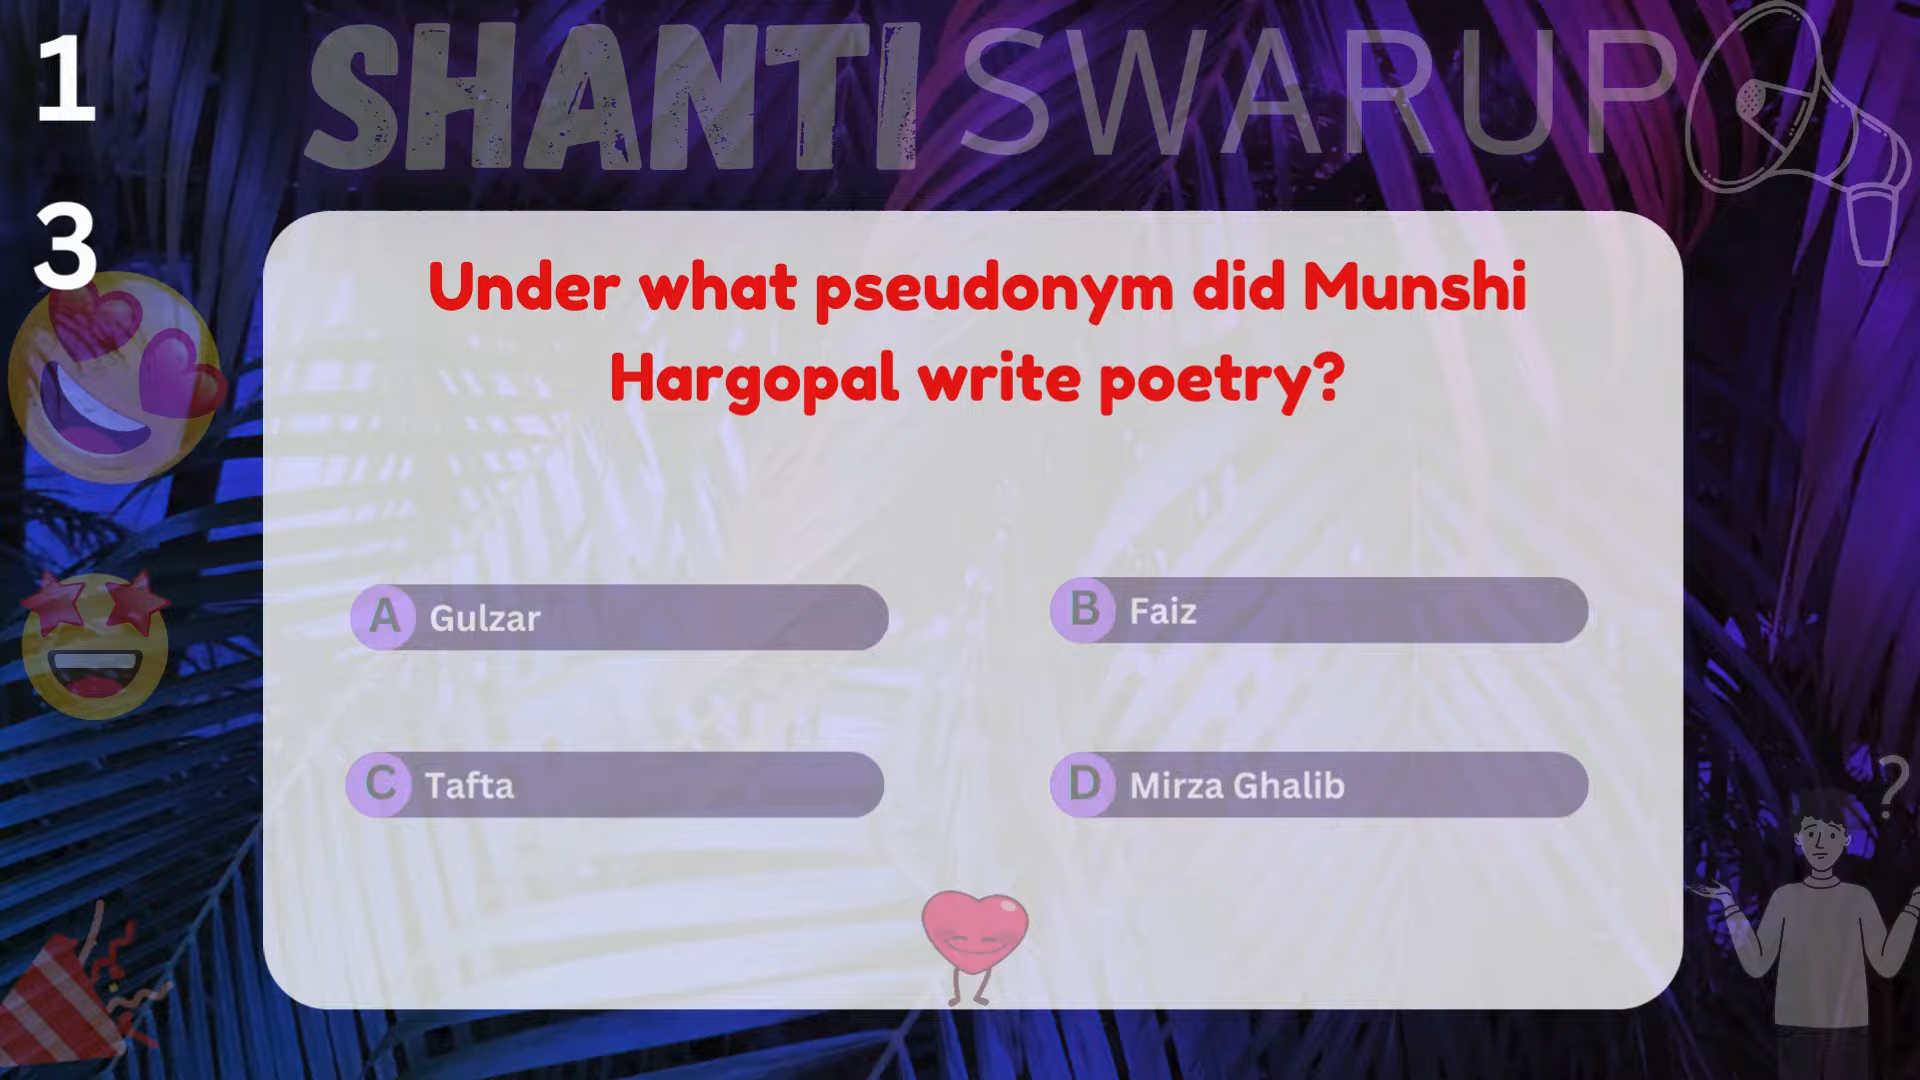 1
SHANTI SWARUP
3
Under what pseudonym did Munshi
Hargopal write poetry?
A Gulzar
B Faiz
C Tafta
D Mirza Ghalib
?